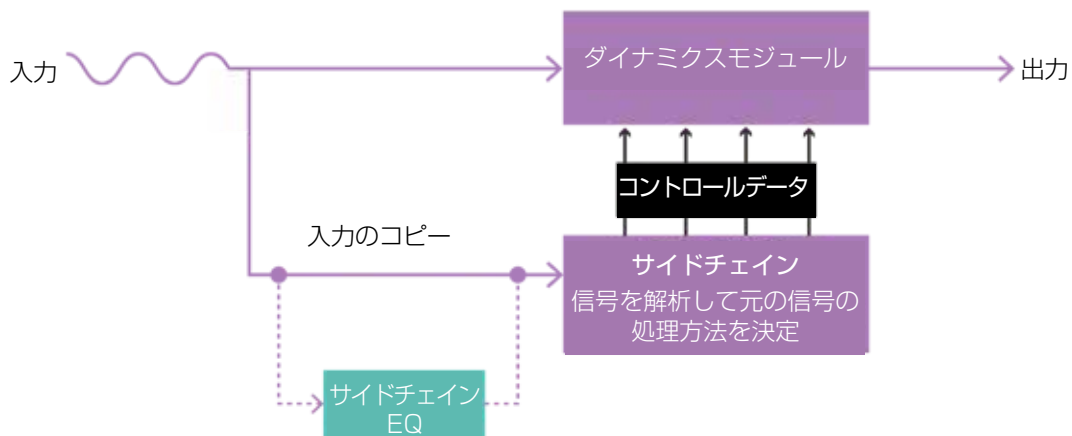 入力
ダイナミクスモジュール
出力
コントロールデータ
入力のコピー
サイドチェイン
信号を解析して元の信号の
処理方法を決定
サイドチェイン
EQ